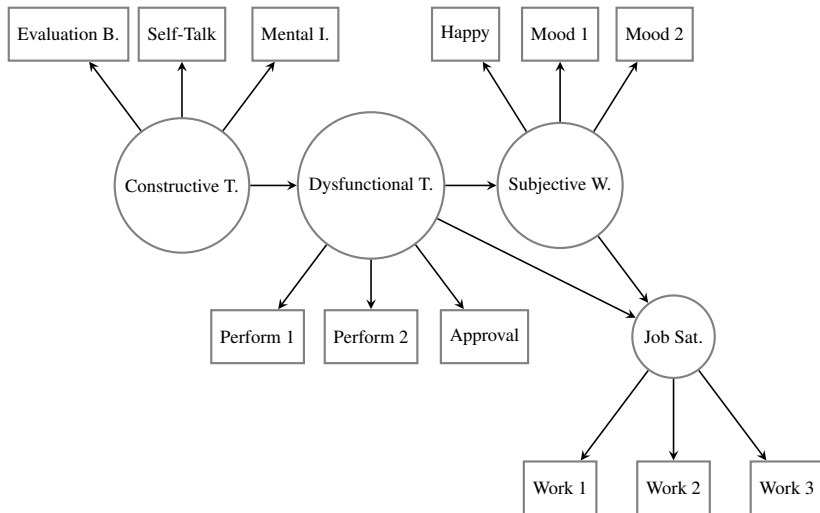 Evaluation B.
Self-Talk
Mental I.
Happy
Mood 1
Mood 2
Constructive T.
Dysfunctional T.
Subjective W.
Perform 1
Perform 2
Approval
Job Sat.
Work 1
Work 2
Work 3